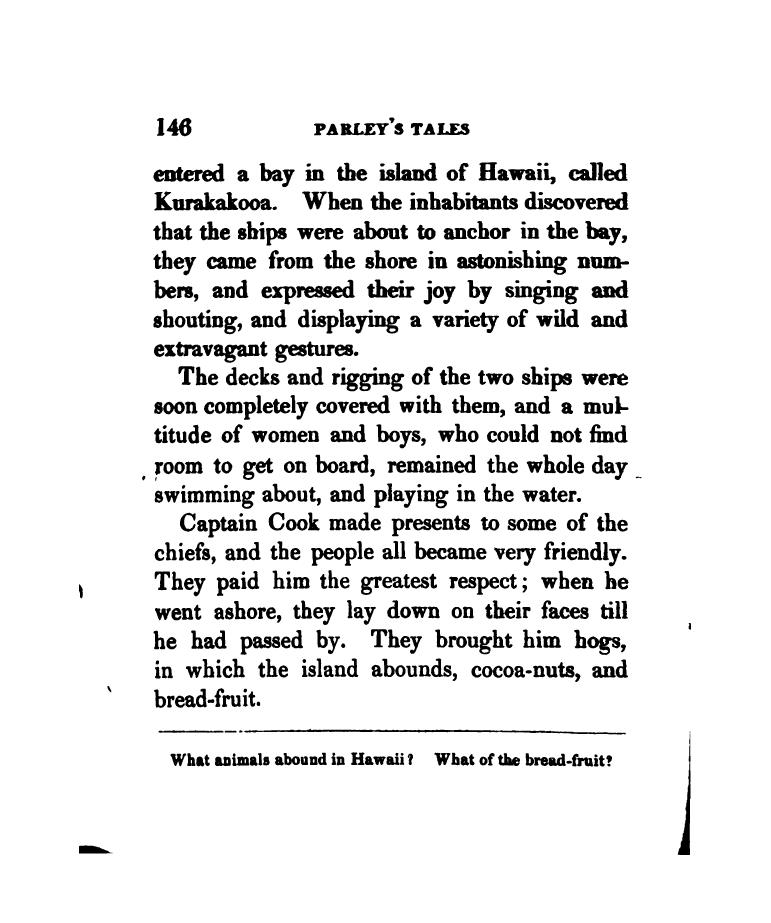 146 PARLEY'S TALES
entered a bay in the island of Hawaii, called
Kurakakooa. When the inhabitants discovered
that the ships were about to anchor in the bay,
they came from the shore in astonishing num-
bers, and expressed their joy by singing and
shouting, and displaying a variety of wild and
extravagant gestures.
The decks and rigging of the two ships were
soon completely covered with them, and a mul-
titude of women and boys, who could not find
room to get on board, remained the whole day
swimming about, and playing in the water.
Captain Cook made presents to some of the
chiefs, and the people all became very friendly.
They paid him the greatest respect; when he
went ashore, they lay down on their faces till
he had passed by. They brought him hogs,
in which the island abounds, cocoa-nuts, and
bread-fruit.
What animals abound in Hawaii? What of the bread-fruit?